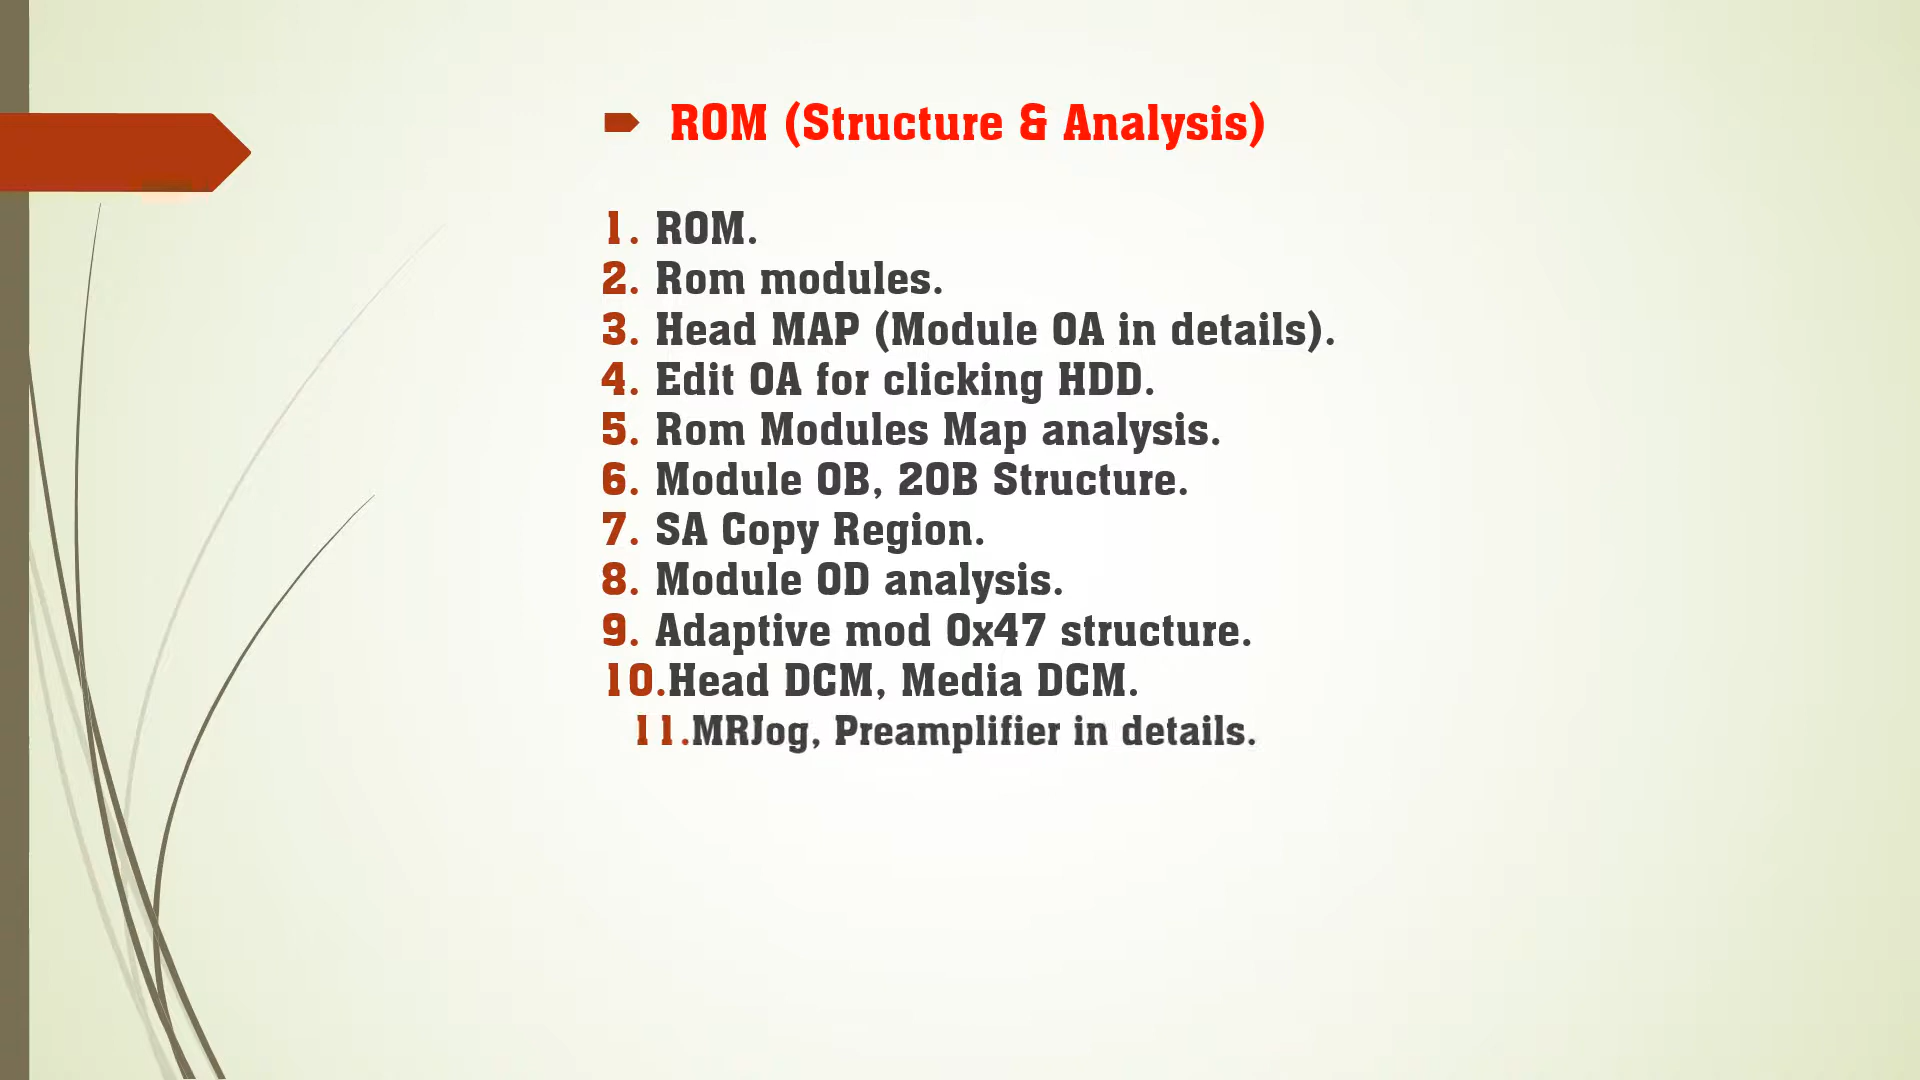 ROM (Structure & Analysis)
1. ROM.
2. Rom modules.
3. Head MAP (Module 0A in details).
4. Edit 0A for clicking HDD.
5. Rom Modules Map analysis.
6. Module 0B, 20B Structure.
7. SA Copy Region.
8. Module 0D analysis.
9. Adaptive mod 0x47 structure.
10.Head DCM, Media DCM.
11.MRJog, Preamplifier in details.